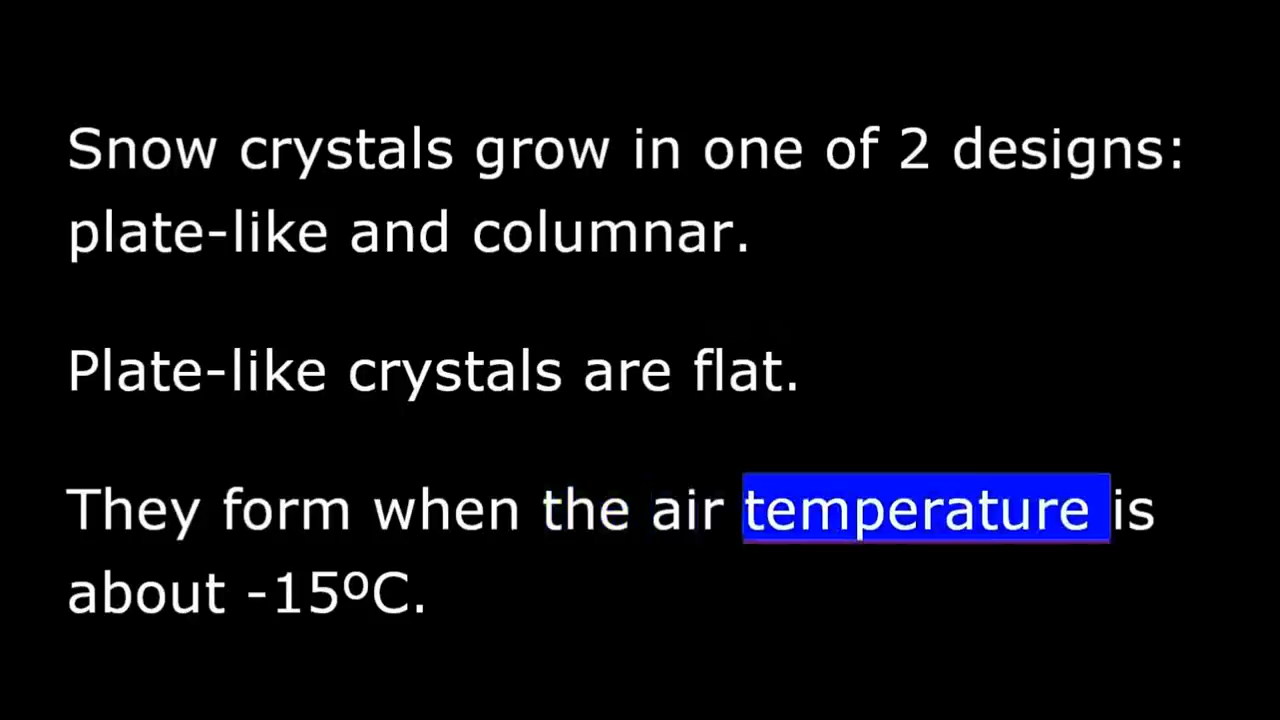 Snow crystals grow in one of 2 designs:
plate-like and columnar.
Plate-like crystals are flat.
They form when the air temperature is
about -15ºC.